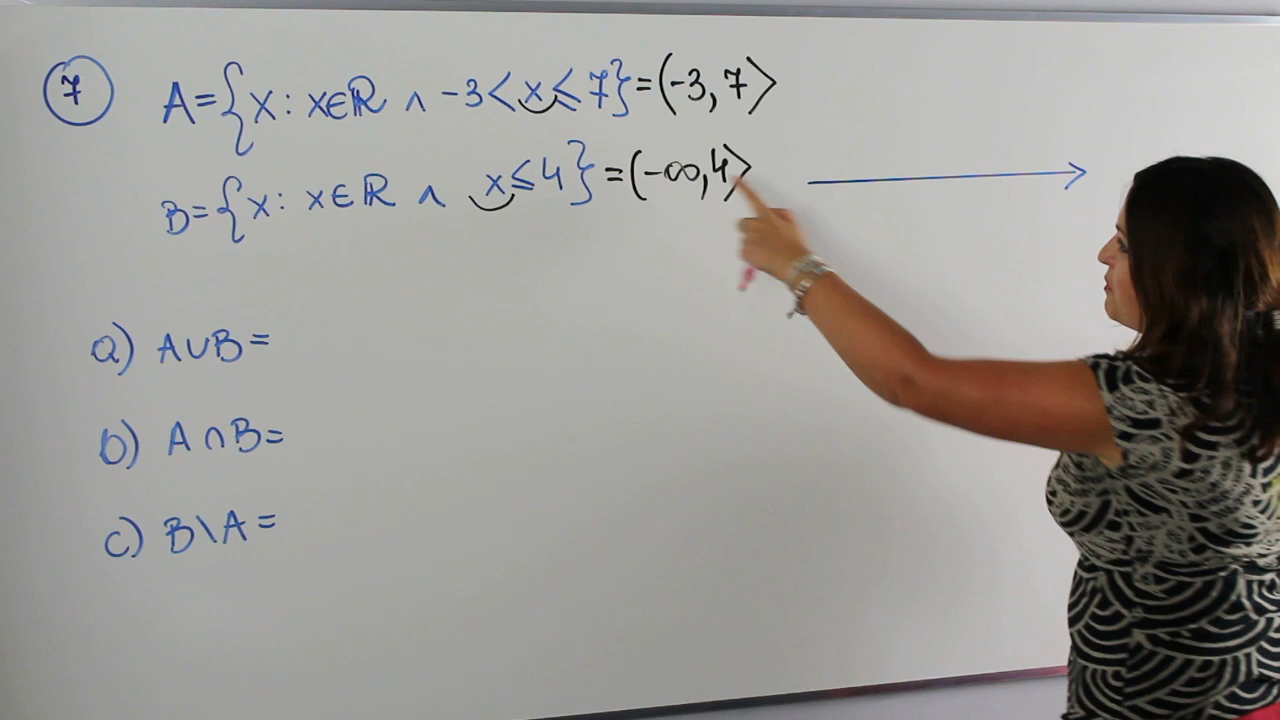 7 A={x: x∈ℝ ∧ -3<x≤7}=(-3,7⟩
B={x: x∈ℝ ∧ x≤4}=(-∞,4⟩
a) A∪B=
b) A∩B=
c) B\A=